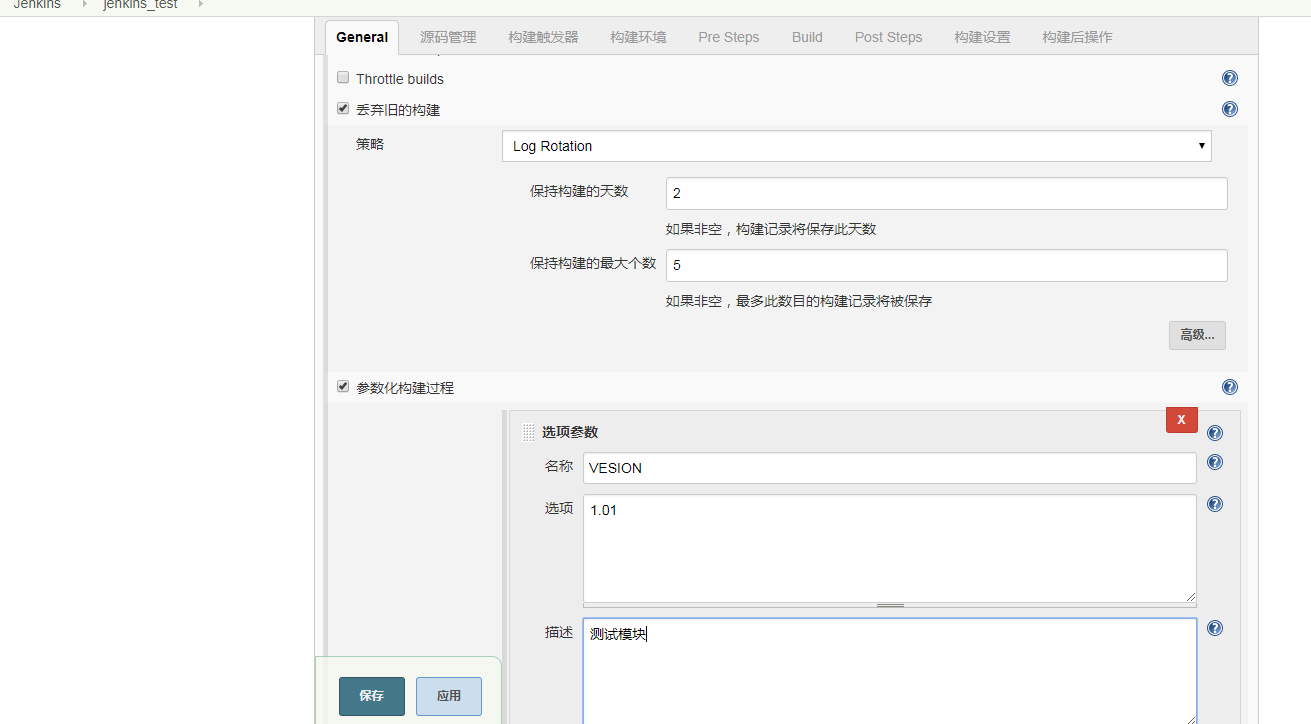 Jenkins jenkins_test
General 源码管理 构建触发器 构建环境 Pre Steps Build Post Steps 构建设置 构建后操作
Throttle builds
丢弃旧的构建
策略 Log Rotation
保持构建的天数 2
如果非空，构建记录将保存此天数
保持构建的最大个数 5
如果非空，最多此数目的构建记录将被保存
高级...
参数化构建过程
X
选项参数
名称 VESION
选项 1.01
描述 测试模块
保存 应用